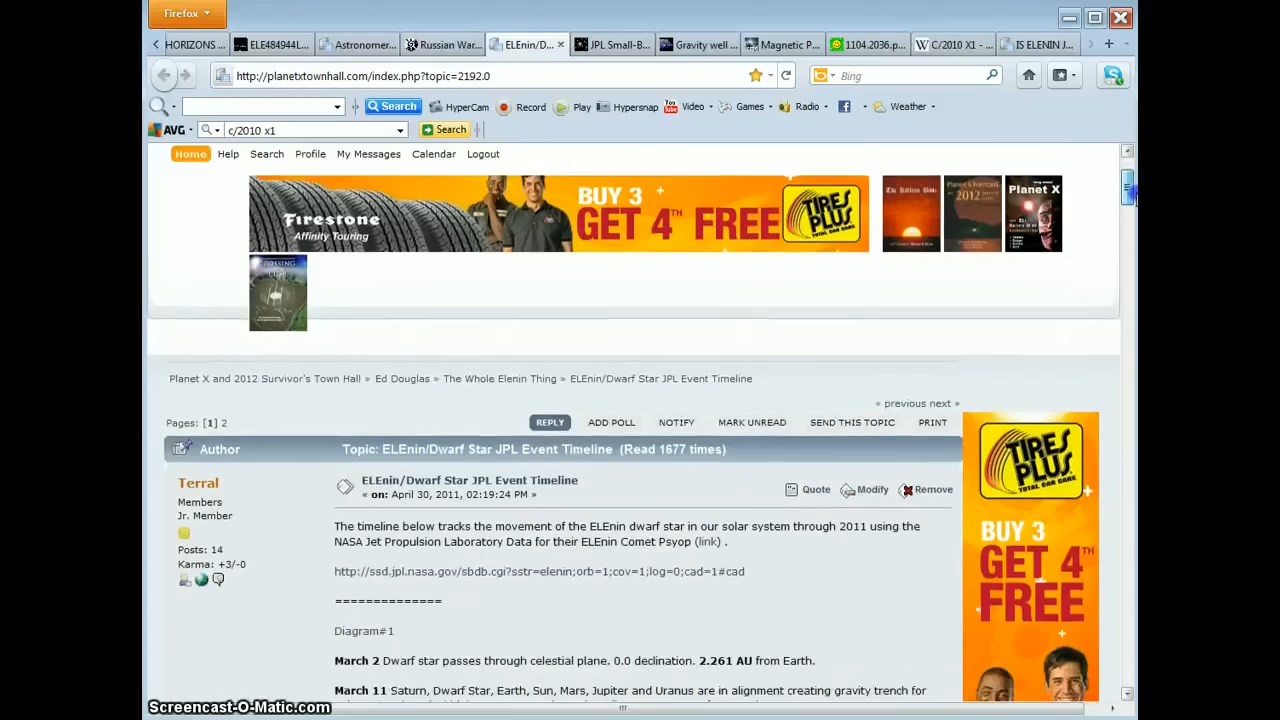 Firefox
HORIZONS ...
ELE484944L...
Astronomer...
Russian War...
ELEnin/D...
JPL Small-B...
Gravity well ...
Magnetic P...
1104.2036.p...
C/2010 X1 - ...
IS ELENIN J...
http://planetxtownhall.com/index.php?topic=2192.0
Bing
Search
HyperCam
Record
Play
Hypersnap
You Tube
Video
Games
Radio
Weather
AVG
c/2010 x1
Search
Home Help Search Profile My Messages Calendar Logout
Firestone
Affinity Touring
BUY 3
GET 4TH FREE
TIRES
PLUS
TOTAL CAR CARE
Planet X Forecast
2012
Planet X
CROSSING
Planet X and 2012 Survivor's Town Hall » Ed Douglas » The Whole Elenin Thing » ELEnin/Dwarf Star JPL Event Timeline
« previous next »
Pages: [1] 2
REPLY ADD POLL NOTIFY MARK UNREAD SEND THIS TOPIC PRINT
Author
Topic: ELEnin/Dwarf Star JPL Event Timeline (Read 1677 times)
Terral
Members
Jr. Member
Posts: 14
Karma: +3/-0
ELEnin/Dwarf Star JPL Event Timeline
« on: April 30, 2011, 02:19:24 PM »
Quote Modify Remove
The timeline below tracks the movement of the ELEnin dwarf star in our solar system through 2011 using the
NASA Jet Propulsion Laboratory Data for their ELEnin Comet Psyop (link) .
http://ssd.jpl.nasa.gov/sbdb.cgi?sstr=elenin;orb=1;cov=1;log=0;cad=1#cad
==============
Diagram#1
March 2 Dwarf star passes through celestial plane. 0.0 declination. 2.261 AU from Earth.
March 11 Saturn, Dwarf Star, Earth, Sun, Mars, Jupiter and Uranus are in alignment creating gravity trench for
TIRES
PLUS
TOTAL CAR CARE
BUY 3
GET 4TH
FREE
Screencast-O-Matic.com